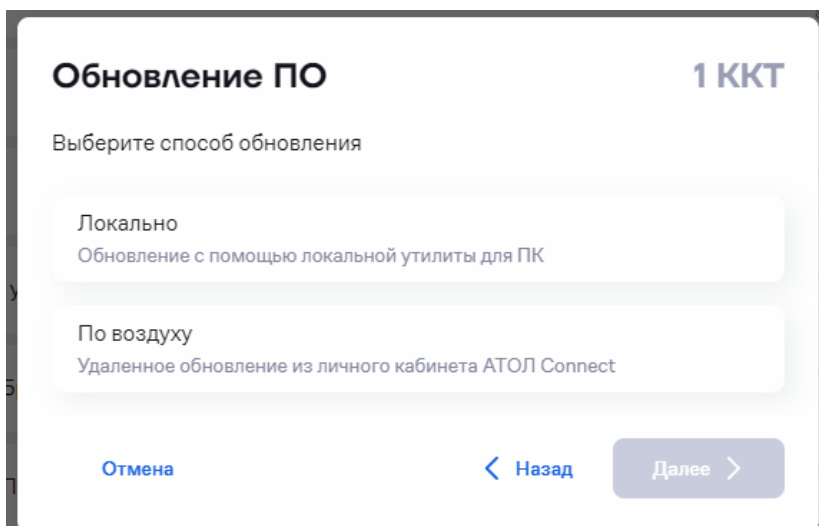 Обновление ПО
1 ККТ
Выберите способ обновления
Локально
Обновление с помощью локальной утилиты для ПК
По воздуху
Удаленное обновление из личного кабинета АТОЛ Connect
Отмена
Назад
Далее